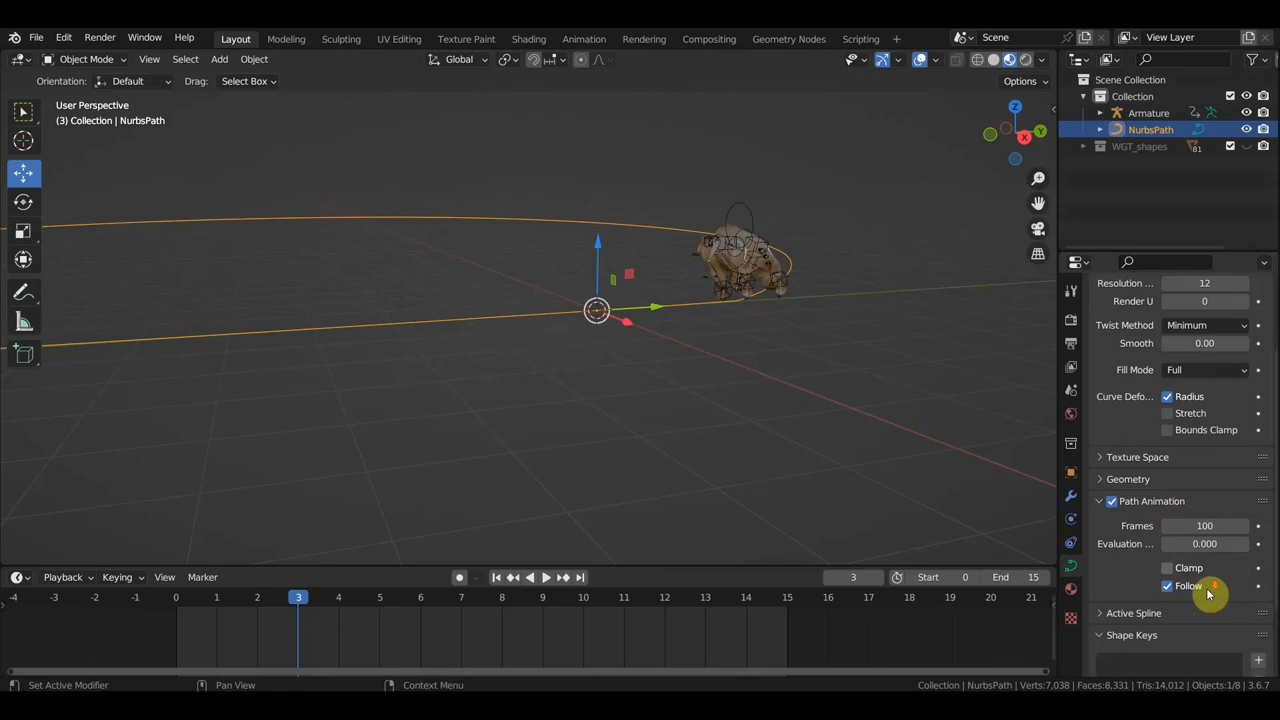 File Edit Render Window Help Layout Modeling Sculpting UV Editing Texture Paint Shading Animation Rendering Compositing Geometry Nodes Scripting + Scene View Layer
Object Mode View Select Add Object Global
Orientation: Default Drag: Select Box Options
User Perspective
(3) Collection | NurbsPath
Z
Y
X
Scene Collection
Collection
Armature
NurbsPath
WGT_shapes 81
Resolution ... 12
Render U 0
Twist Method Minimum
Smooth 0.00
Fill Mode Full
Curve Defo... Radius
Stretch
Bounds Clamp
Texture Space
Geometry
Path Animation
Frames 100
Evaluation ... 0.000
Clamp
Follow
Active Spline
Shape Keys
Playback Keying View Marker 3 Start 0 End 15
-4 -3 -2 -1 0 1 2 3 4 5 6 7 8 9 10 11 12 13 14 15 16 17 18 19 20 21
Set Active Modifier Pan View Context Menu Collection | NurbsPath | Verts:7,038 | Faces:8,331 | Tris:14,012 | Objects:1/8 | 3.6.7